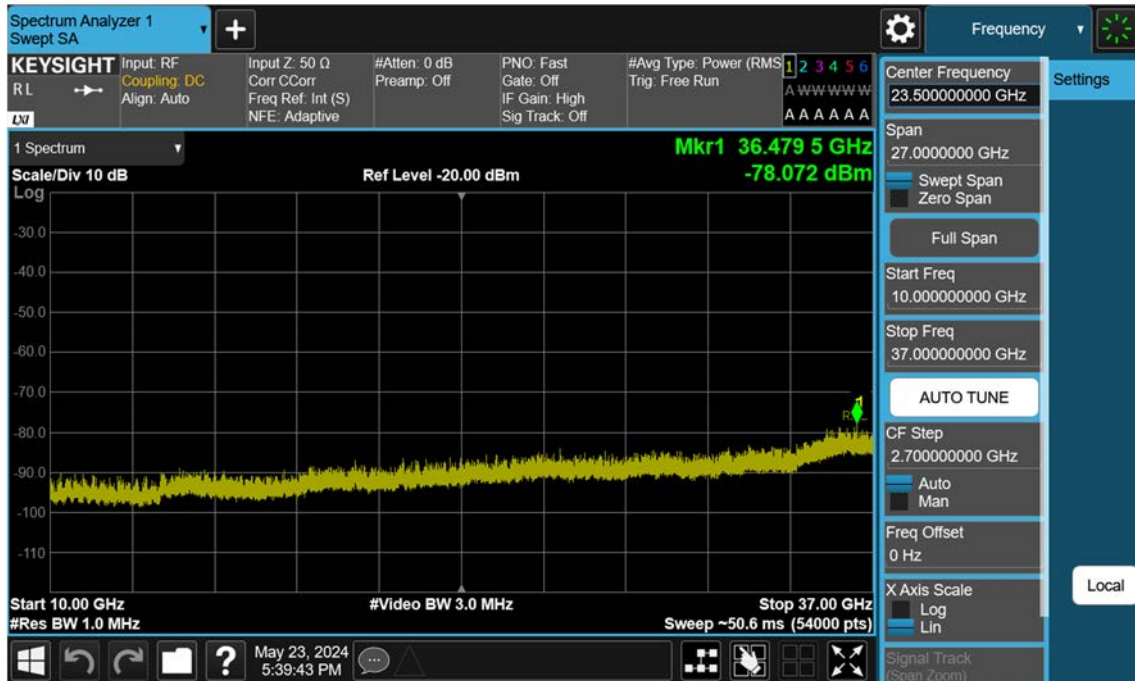 Spectrum Analyzer 1
Swept SA
+
Frequency
KEYSIGHT
RL
LXI
Input: RF
Coupling: DC
Align: Auto
Input Z: 50 Ω
Corr CCorr
Freq Ref: Int (S)
NFE: Adaptive
#Atten: 0 dB
Preamp: Off
PNO: Fast
Gate: Off
IF Gain: High
Sig Track: Off
#Avg Type: Power (RMS
Trig: Free Run
1 2 3 4 5 6
A W W W W W
A A A A A A
Center Frequency
23.500000000 GHz
Settings
1 Spectrum
Mkr1 36.479 5 GHz
-78.072 dBm
Scale/Div 10 dB
Ref Level -20.00 dBm
Log
-30.0
-40.0
-50.0
-60.0
-70.0
-80.0
-90.0
-100
-110
1
Start 10.00 GHz
#Video BW 3.0 MHz
Stop 37.00 GHz
#Res BW 1.0 MHz
Sweep ~50.6 ms (54000 pts)
Span
27.0000000 GHz
Swept Span
Zero Span
Full Span
Start Freq
10.000000000 GHz
Stop Freq
37.000000000 GHz
AUTO TUNE
CF Step
2.700000000 GHz
Auto
Man
Freq Offset
0 Hz
X Axis Scale
Log
Lin
Local
Signal Track
(Span Zoom)
?
May 23, 2024
5:39:43 PM